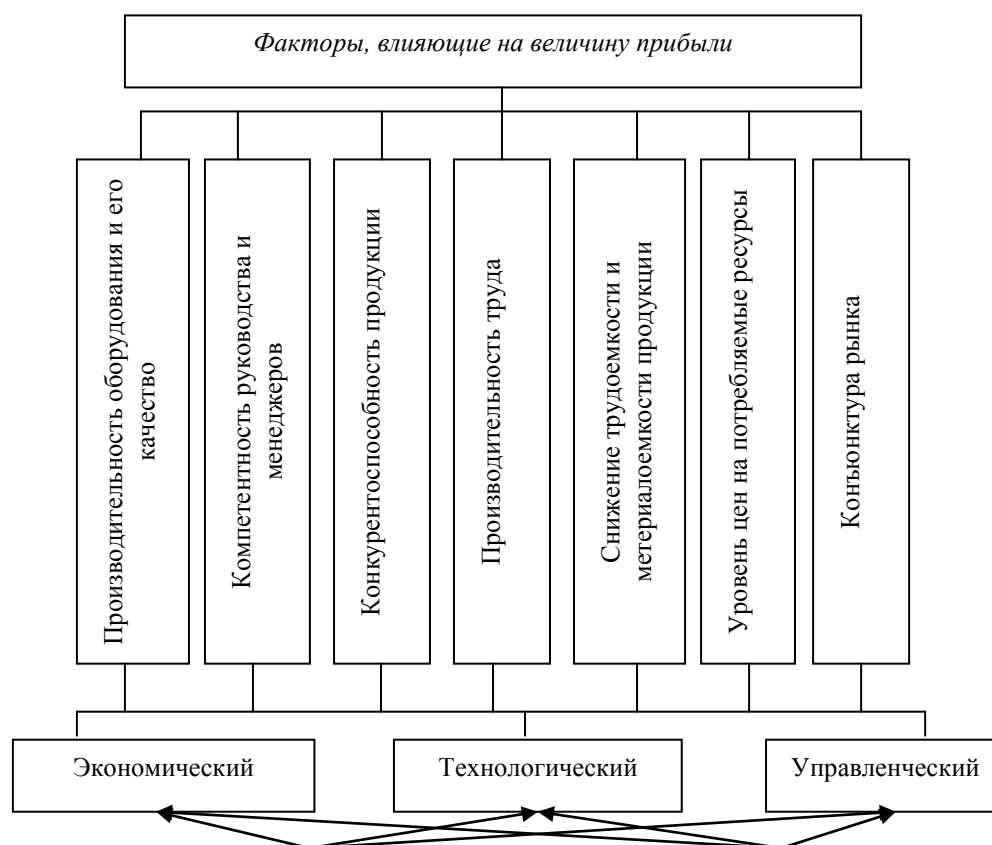 Факторы, влияющие на величину прибыли
Производительность оборудования и его
качество
Компетентность руководства и
менеджеров
Конкурентоспособность продукции
Производительность труда
Снижение трудоемкости и
метериалоемкости продукции
Уровень цен на потребляемые ресурсы
Конъюнктура рынка
Экономический
Технологический
Управленческий